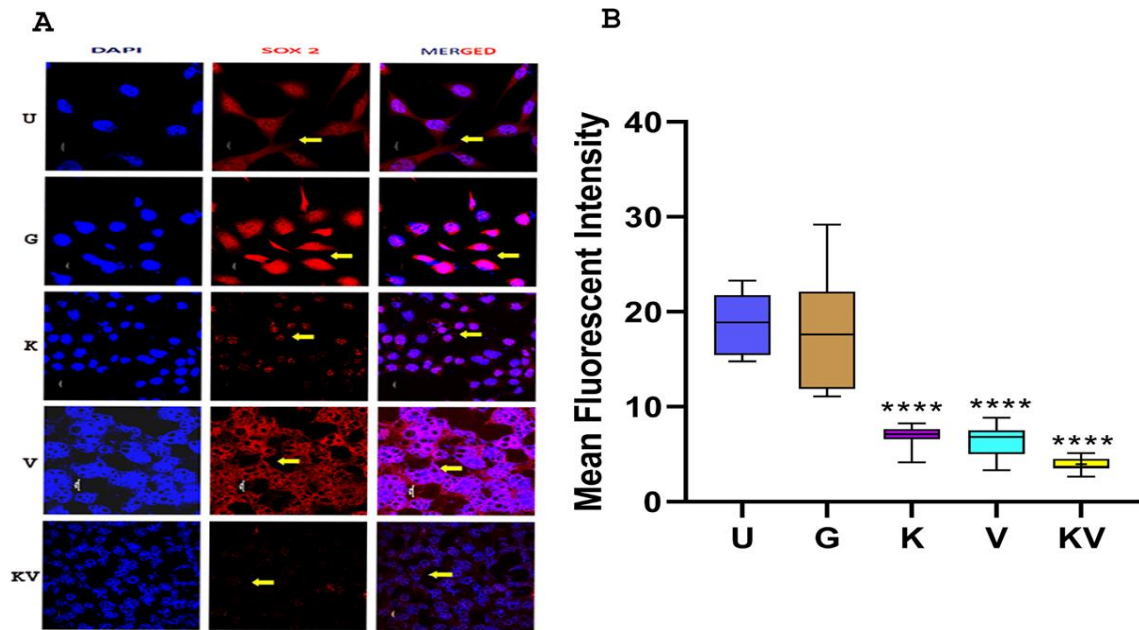 A
DAPI SOX 2 MERGED
U
G
K
V
KV
B
Mean Fluorescent Intensity
40
30
20
10
0
**** **** ****
U G K V KV